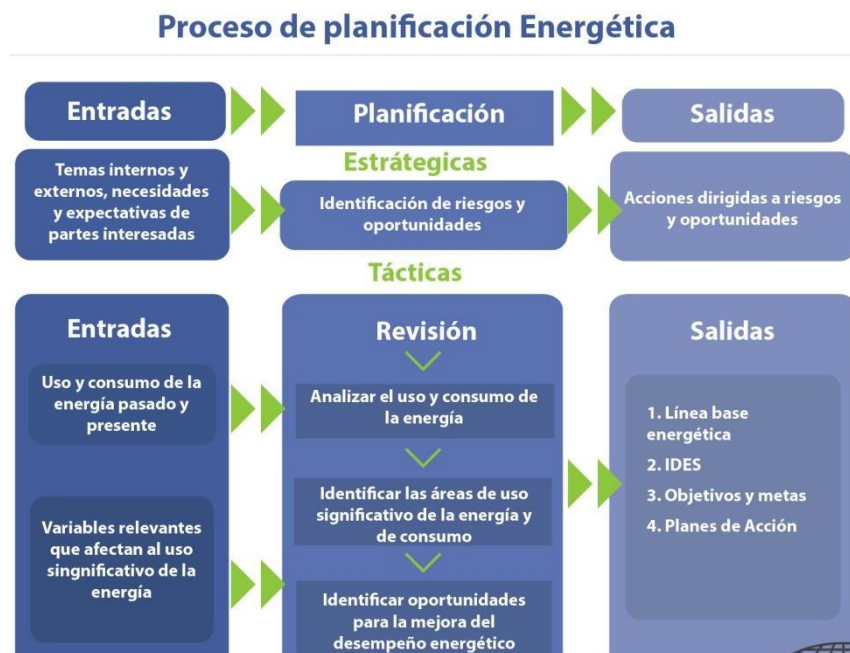 Proceso de planificación Energética
Entradas
Planificación
Salidas
Estrátegicas
Temas internos y
externos, necesidades
y expectativas de
partes interesadas
Identificación de riesgos y
oportunidades
Acciones dirigidas a riesgos
y oportunidades
Tácticas
Entradas
Uso y consumo de la
energía pasado y
presente
Variables relevantes
que afectan al uso
singnificativo de la
energía
Revisión
Analizar el uso y consumo de
la energía
Identificar las áreas de uso
significativo de la energía y
de consumo
Identificar oportunidades
para la mejora del
desempeño energético
Salidas
1. Línea base
energética
2. IDES
3. Objetivos y metas
4. Planes de Acción